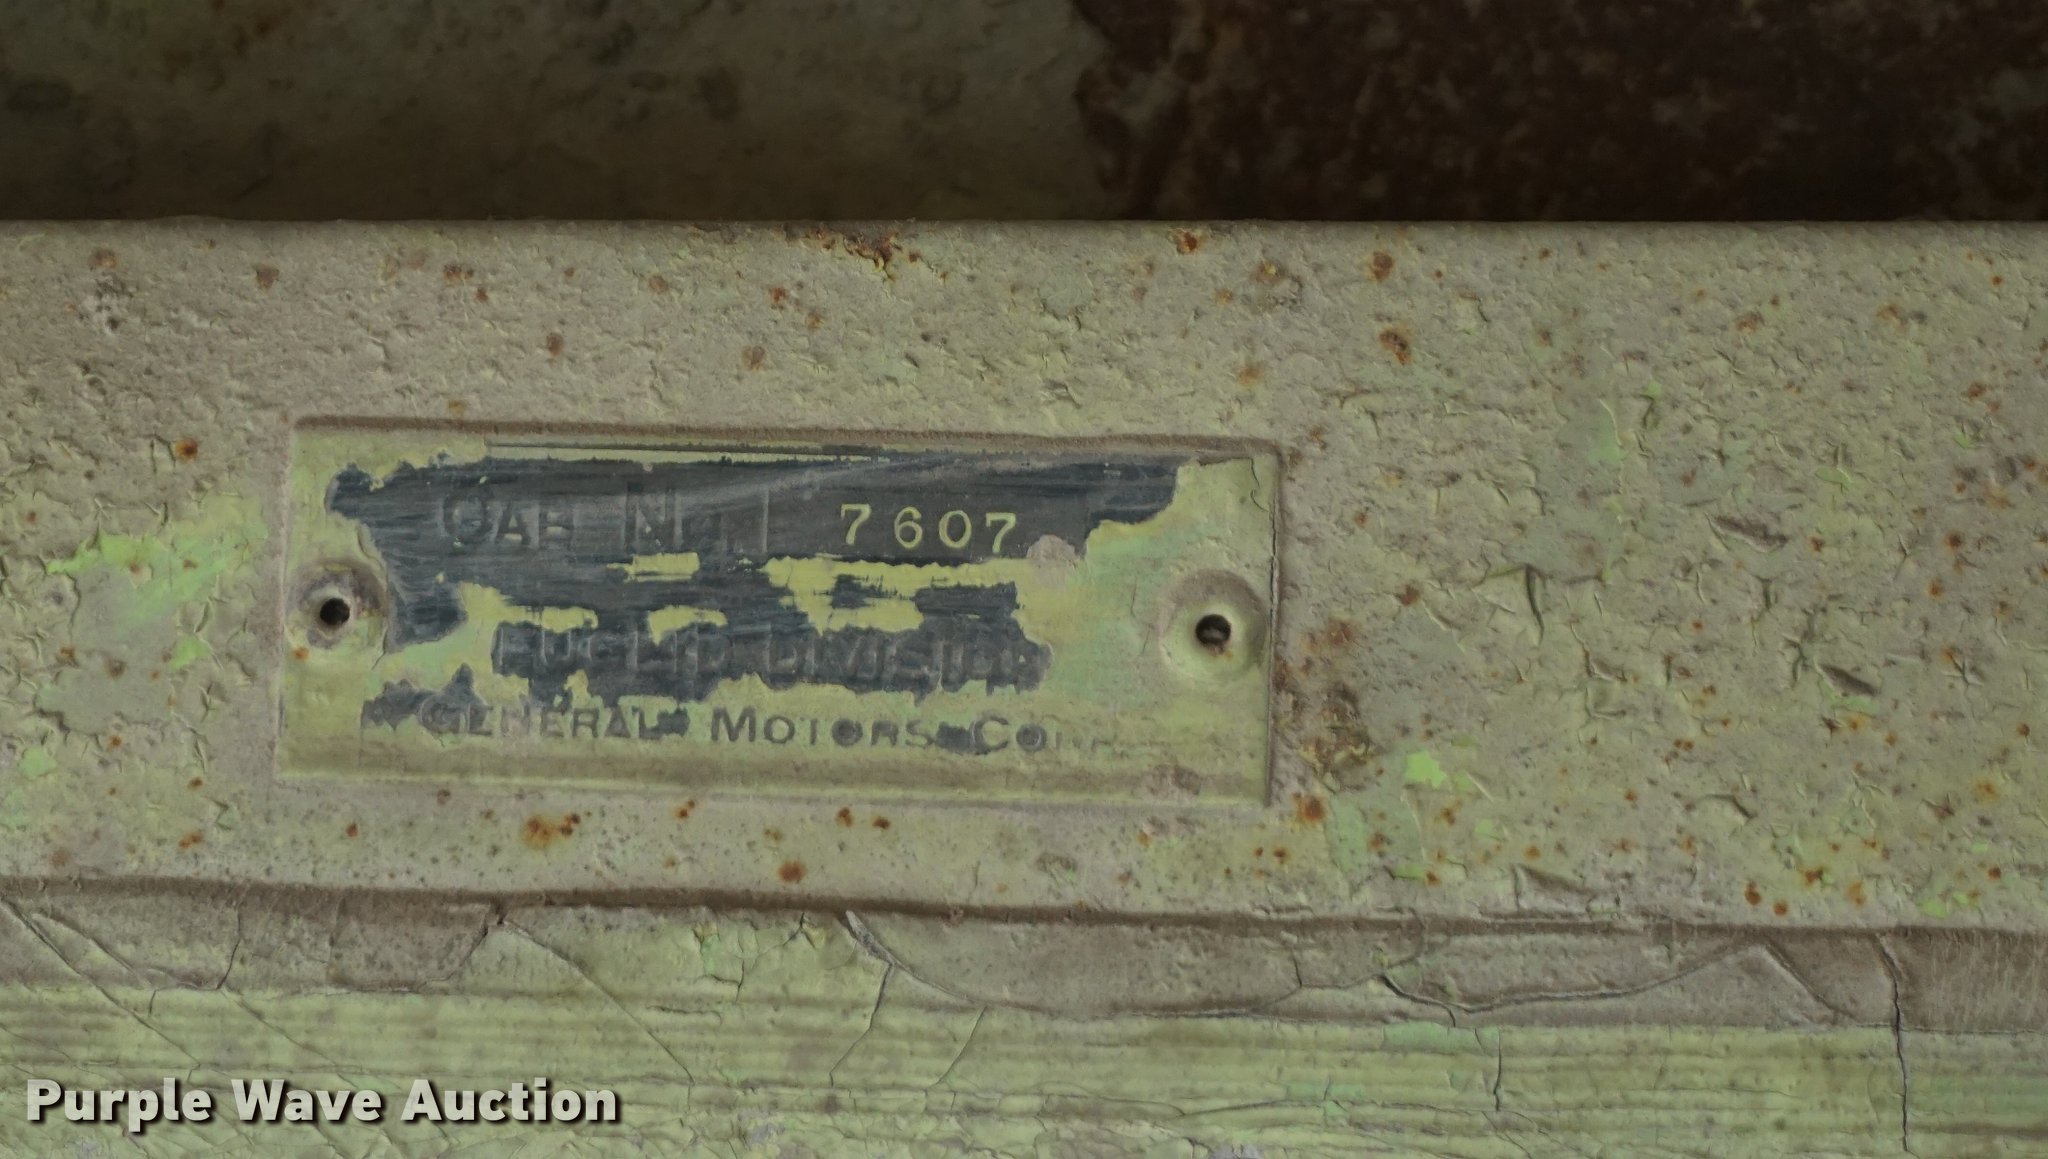 CAB NO. 7607
EUCLID DIVISION
GENERAL MOTORS CORP.
Purple Wave Auction